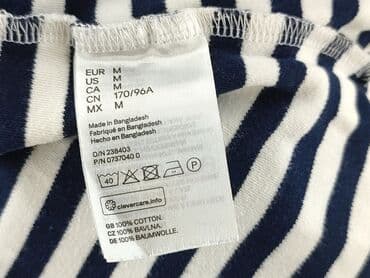 EUR M
US M
CA M
CN 170/96A
MX M
Made in Bangladesh
Fabriqué en Bangladesh
Hecho en Bangladesh
O/N 238403
P/N 0737040 0
40
clevercare.info
GB 100% COTTON.
CZ 100% BAVLNA.
DE 100% BAUMWOLLE.